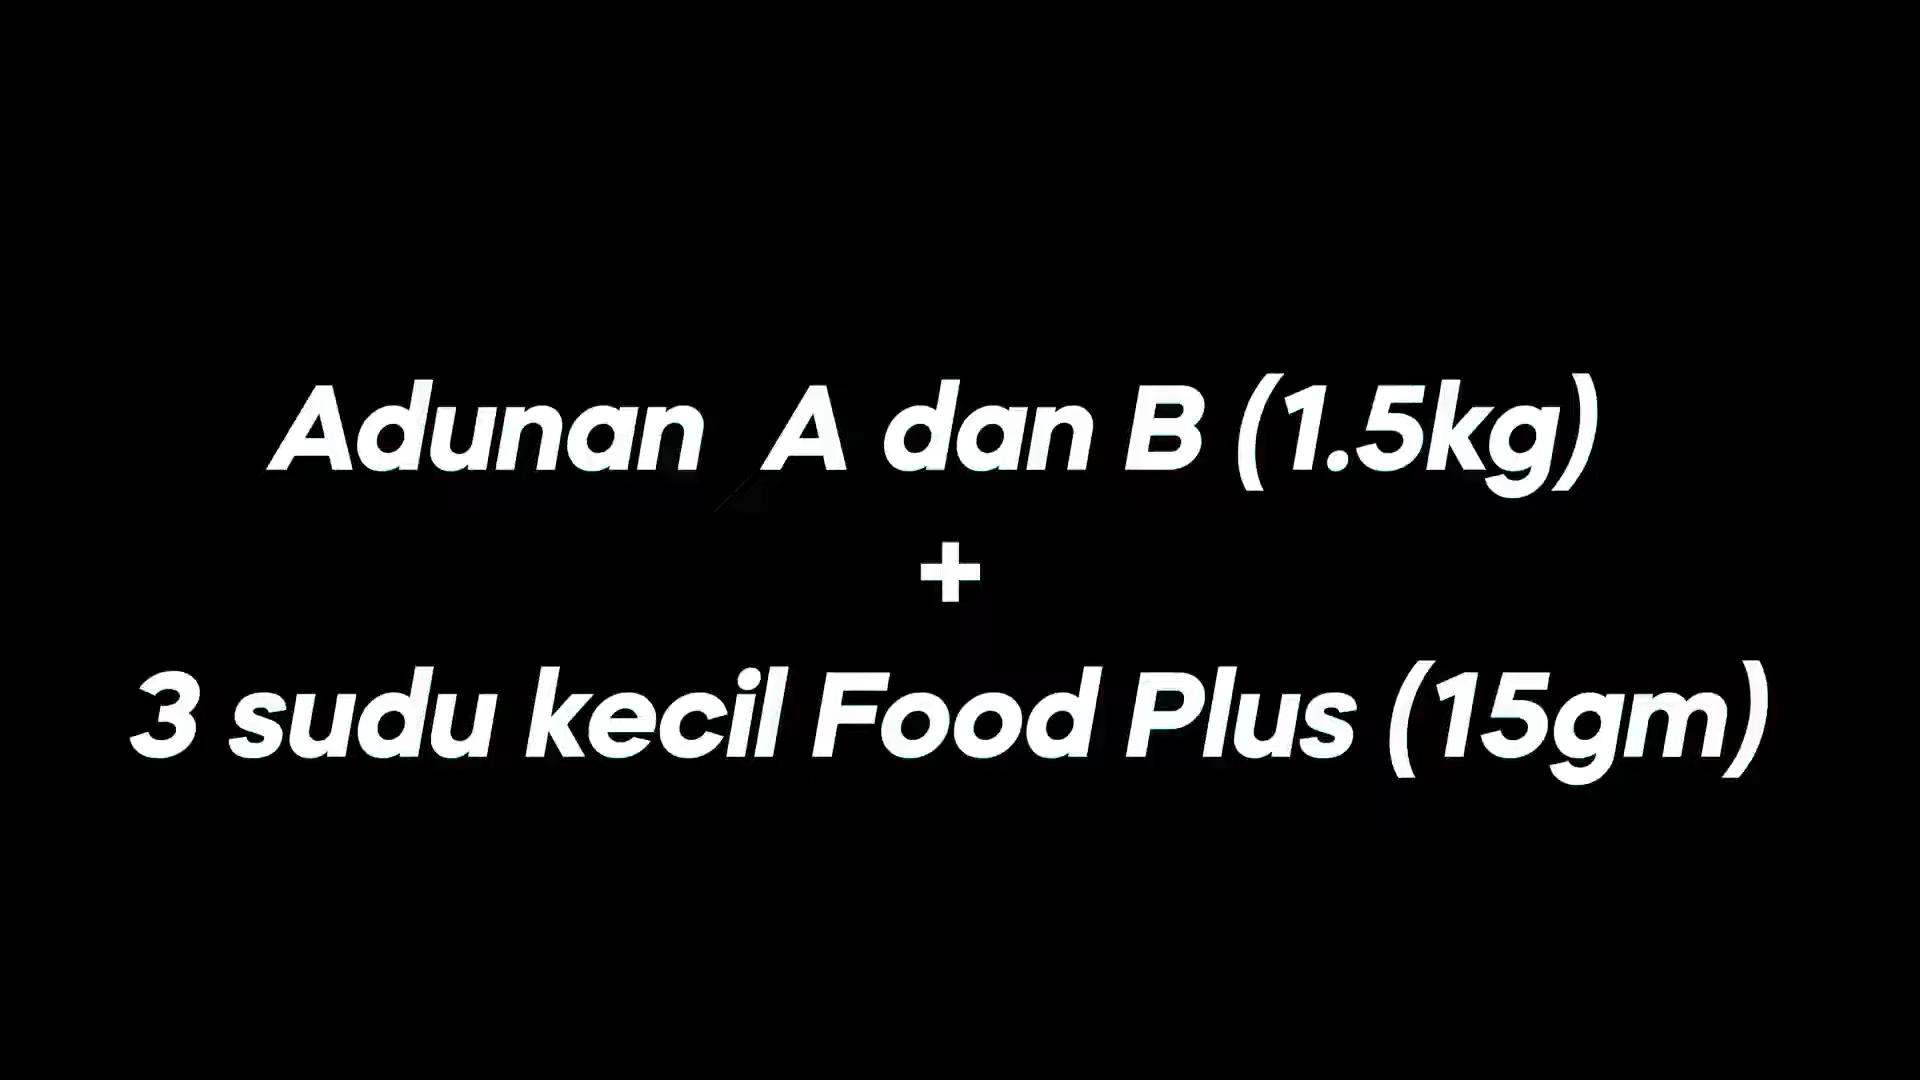 Adunan A dan B (1.5kg)
+
3 sudu kecil Food Plus (15gm)